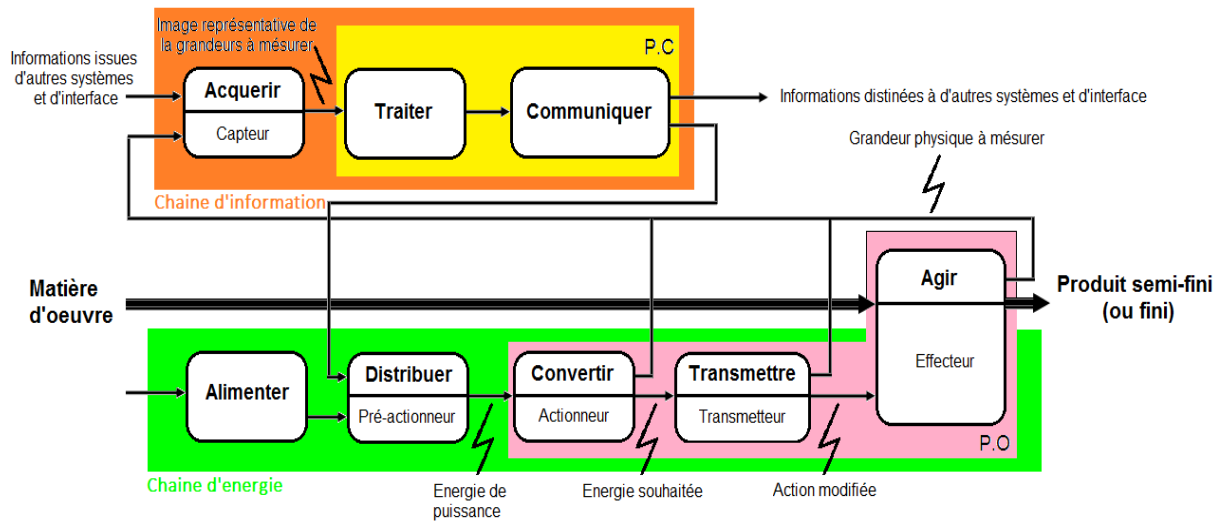 Image représentative de
la grandeurs à mésurer
P.C
Informations issues
d'autres systèmes
et d'interface
Acquerir
Capteur
Traiter
Communiquer
Informations distinées à d'autres systèmes et d'interface
Grandeur physique à mésurer
Chaine d'information
Matière
d'oeuvre
Agir
Effecteur
Produit semi-fini
(ou fini)
Alimenter
Distribuer
Pré-actionneur
Convertir
Actionneur
Transmettre
Transmetteur
P.O
Chaine d'energie
Energie de
puissance
Energie souhaitée
Action modifiée